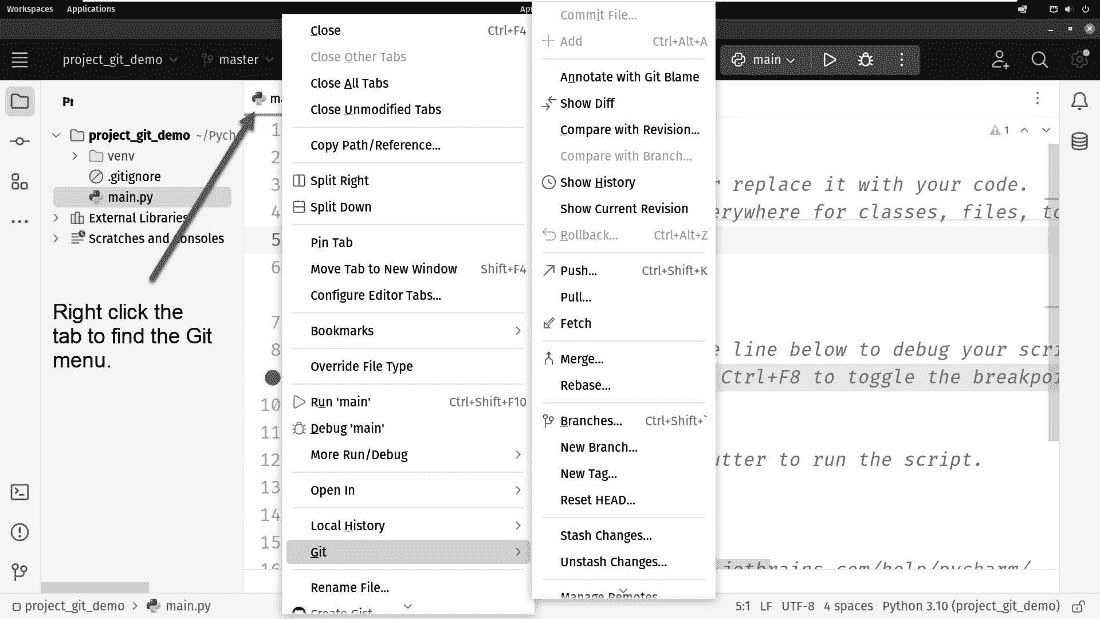 Workspaces Applications
project_git_demo master
main
project_git_demo ~/Pych
venv
.gitignore
main.py
External Libraries
Scratches and Consoles
Right click the
tab to find the Git
menu.
1
2
3
4
5
6
7
8
10
11
12
13
14
15
16
Close Ctrl+F4
Close Other Tabs
Close All Tabs
Close Unmodified Tabs
Copy Path/Reference...
Split Right
Split Down
Pin Tab
Move Tab to New Window Shift+F4
Configure Editor Tabs...
Bookmarks
Override File Type
Run 'main' Ctrl+Shift+F10
Debug 'main'
More Run/Debug
Open In
Local History
Git
Rename File...
Create Gist
Commit File...
Add Ctrl+Alt+A
Annotate with Git Blame
Show Diff
Compare with Revision...
Compare with Branch...
Show History
Show Current Revision
Rollback... Ctrl+Alt+Z
Push... Ctrl+Shift+K
Pull...
Fetch
Merge...
Rebase...
Branches... Ctrl+Shift+`
New Branch...
New Tag...
Reset HEAD...
Stash Changes...
Unstash Changes...
Manage Remotes
1
r replace it with your code.
erywhere for classes, files, to
e line below to debug your scri
Ctrl+F8 to toggle the breakpoi
utter to run the script.
jetbrains.com/help/pycharm/
project_git_demo main.py
5:1 LF UTF-8 4 spaces Python 3.10 (project_git_demo)